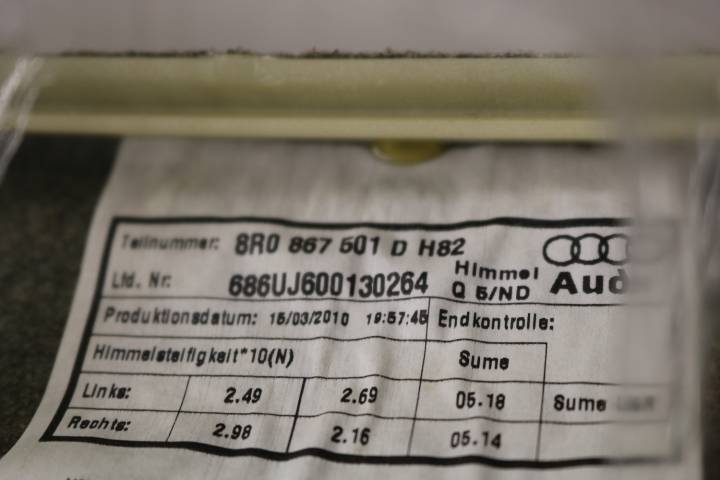 Teilnummer: 8R0 867 501 D H82
Lfd. Nr: 686UJ600130264 Himmel Q 5/ND Aud
Produktionsdatum: 15/03/2010 19:57:45 Endkontrolle:
Himmelsteifigkeit*10(N) Sume
Links: 2.49 2.69 05.18 Sume
Rechts: 2.98 2.16 05.14